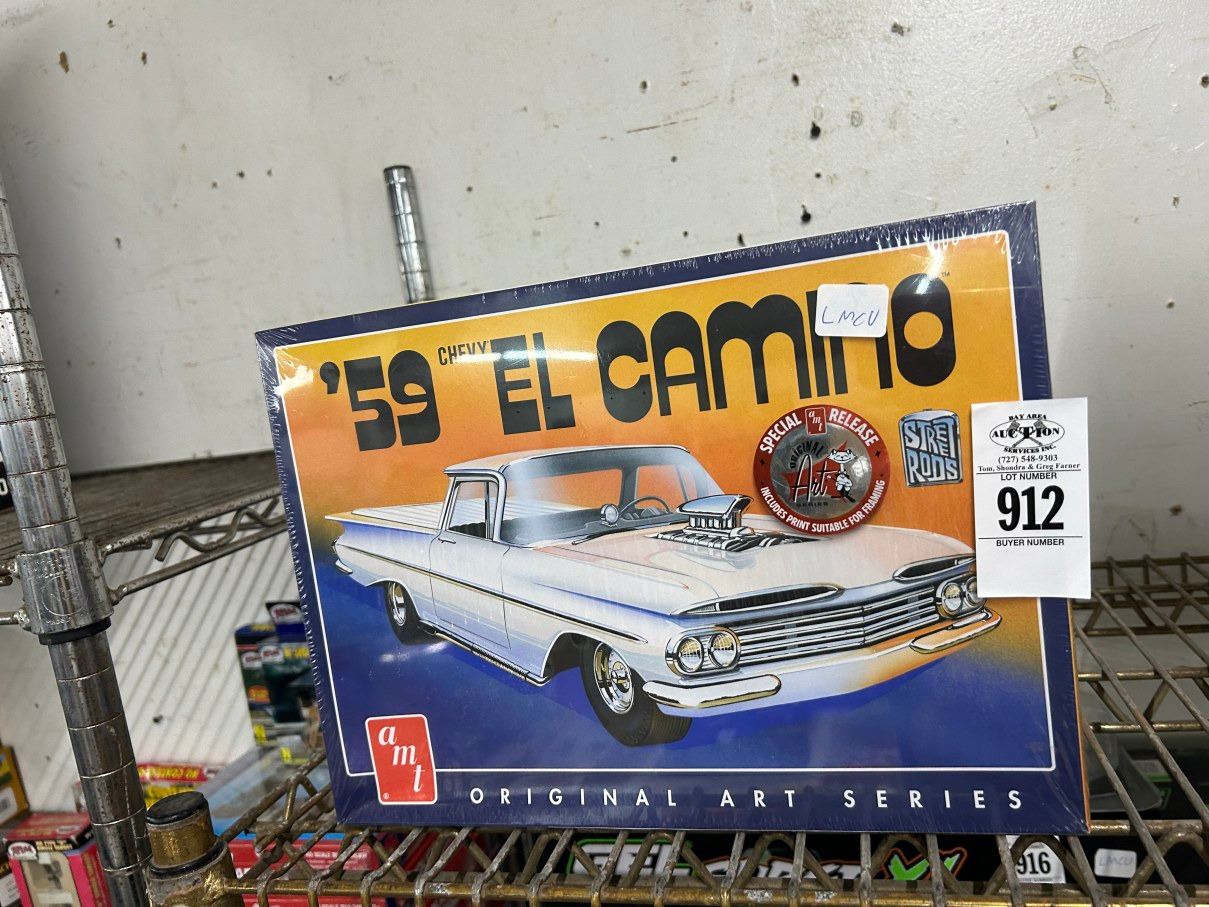 '59 CHEVY EL CAMINO™
LMCU
SPECIAL amt RELEASE
ORIGINAL
Art
SERIES
INCLUDES PRINT SUITABLE FOR FRAMING
STREET
RODS
BAY AREA
AUCTION
SERVICES INC.
(727) 548-9303
Tom, Shondra & Greg Farner
LOT NUMBER
912
BUYER NUMBER
amt®
ORIGINAL ART SERIES
916
LMCU